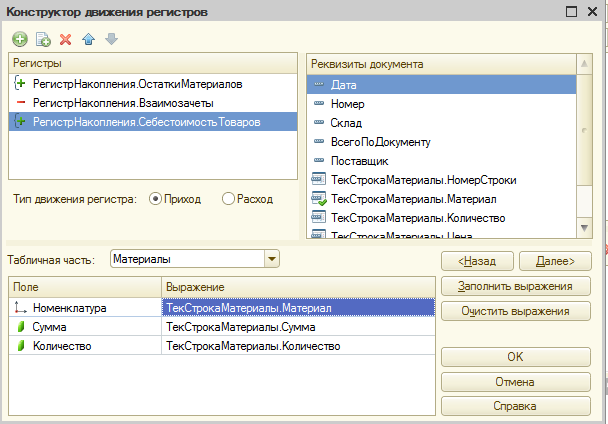 Конструктор движения регистров
Регистры
РегистрНакопления.ОстаткиМатериалов
РегистрНакопления.Взаимозачеты
РегистрНакопления.СебестоимостьТоваров
Тип движения регистра: Приход Расход
Реквизиты документа
Дата
Номер
Склад
ВсегоПоДокументу
Поставщик
ТекСтрокаМатериалы.НомерСтроки
ТекСтрокаМатериалы.Материал
ТекСтрокаМатериалы.Количество
ТекСтрокаМатериалы.Цена
Табличная часть: Материалы
<Назад Далее>
Поле Выражение
Номенклатура ТекСтрокаМатериалы.Материал
Сумма ТекСтрокаМатериалы.Сумма
Количество ТекСтрокаМатериалы.Количество
Заполнить выражения
Очистить выражения
OK
Отмена
Справка